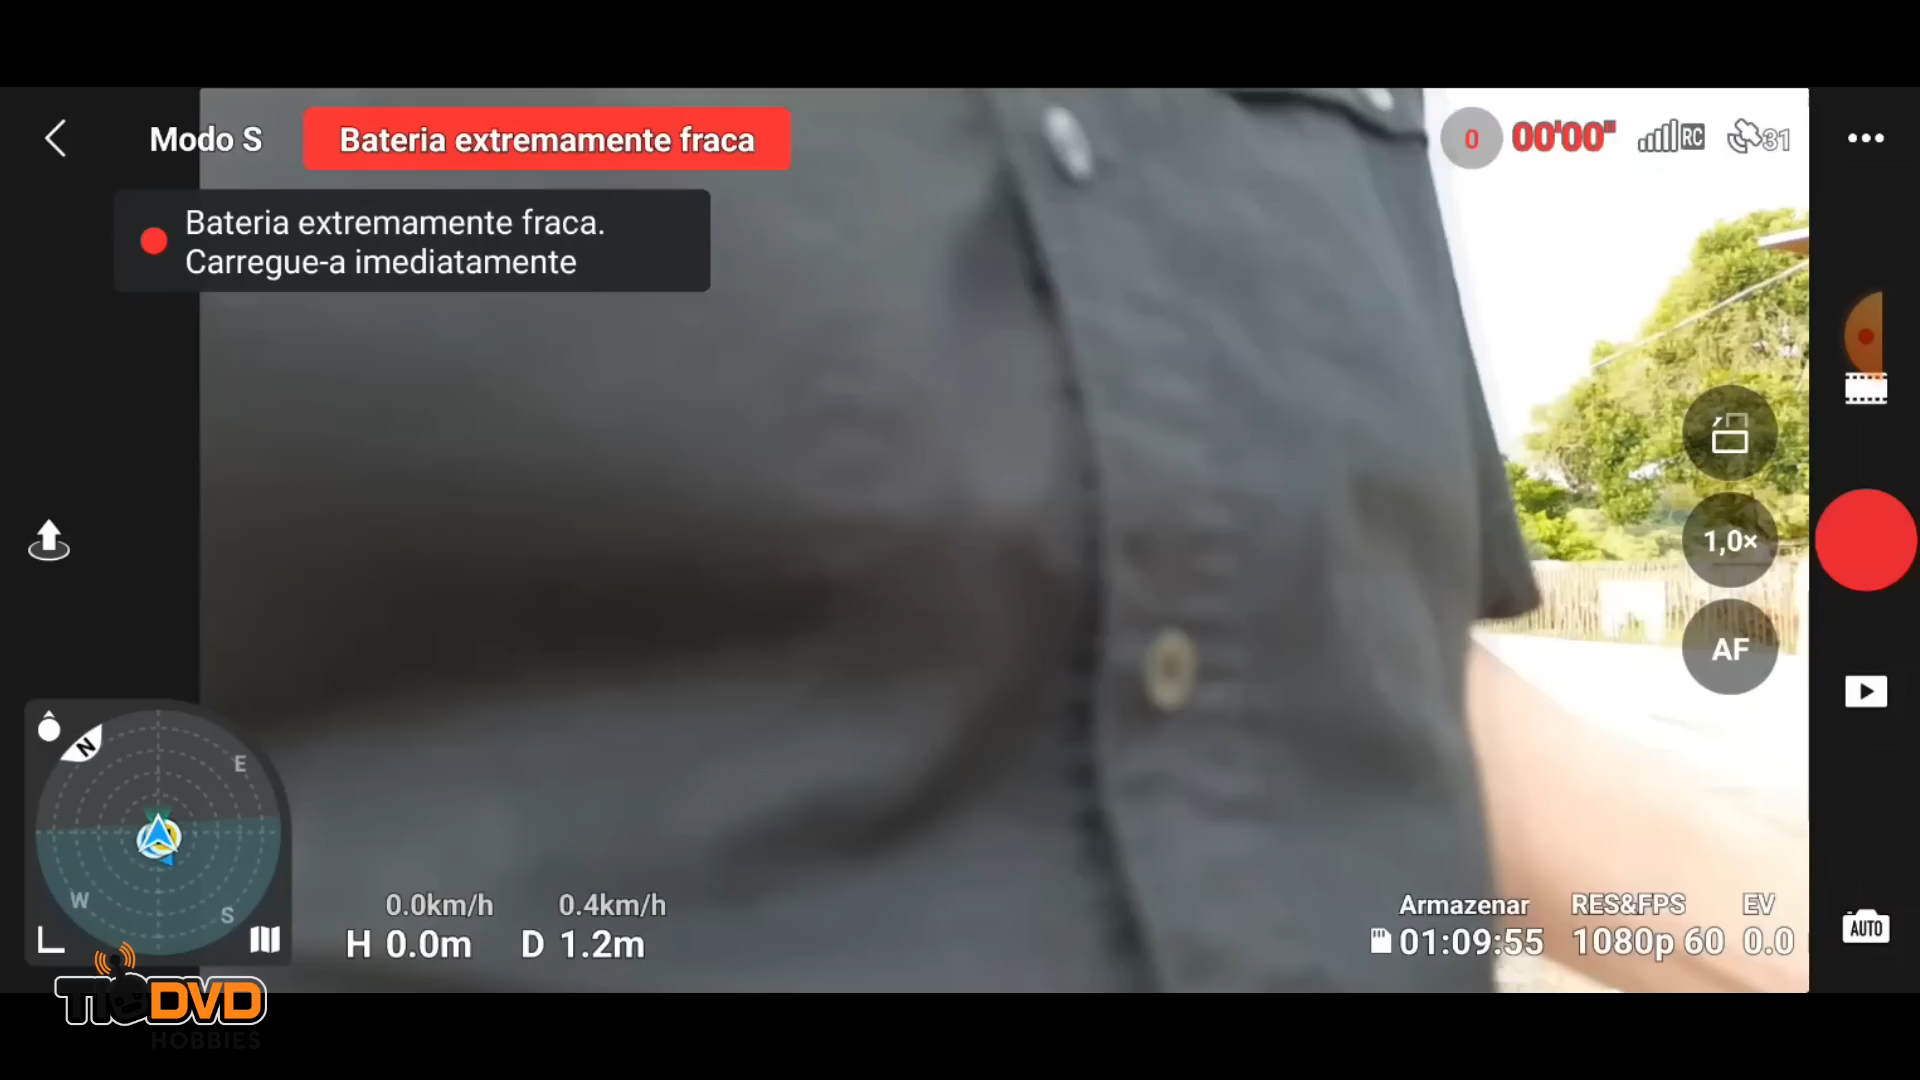 Modo S
Bateria extremamente fraca
0
00'00"
RC
31
Bateria extremamente fraca.
Carregue-a imediatamente
1,0×
AF
N
E
W
S
0.0km/h
0.4km/h
H 0.0m
D 1.2m
Armazenar
RES&FPS
EV
01:09:55
1080p 60
0.0
AUTO
TIODVD
HOBBIES